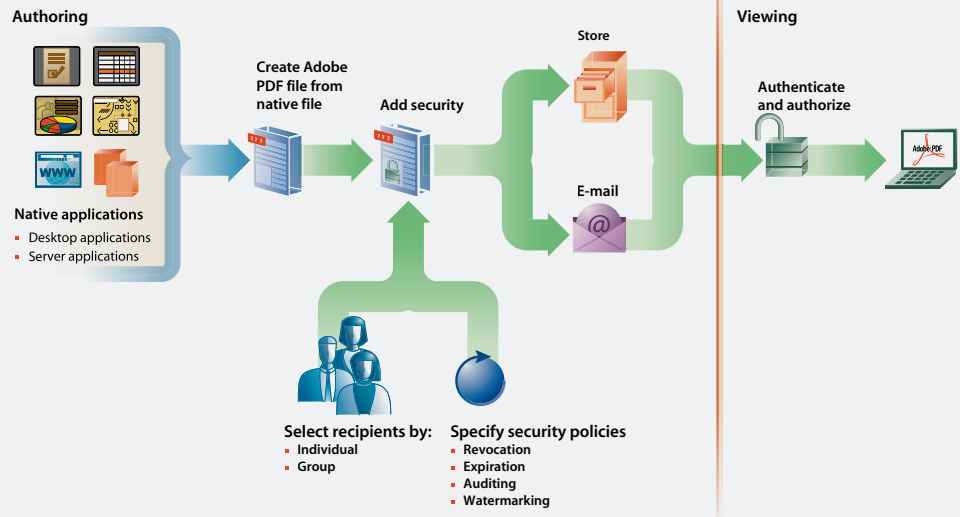 Authoring
Viewing
Store
Create Adobe
PDF file from
native file
Add security
Authenticate
and authorize
? ? ?
? ? ?
WWW
Adobe PDF
E-mail
@
Native applications
Desktop applications
Server applications
Select recipients by:
Individual
Group
Specify security policies
Revocation
Expiration
Auditing
Watermarking